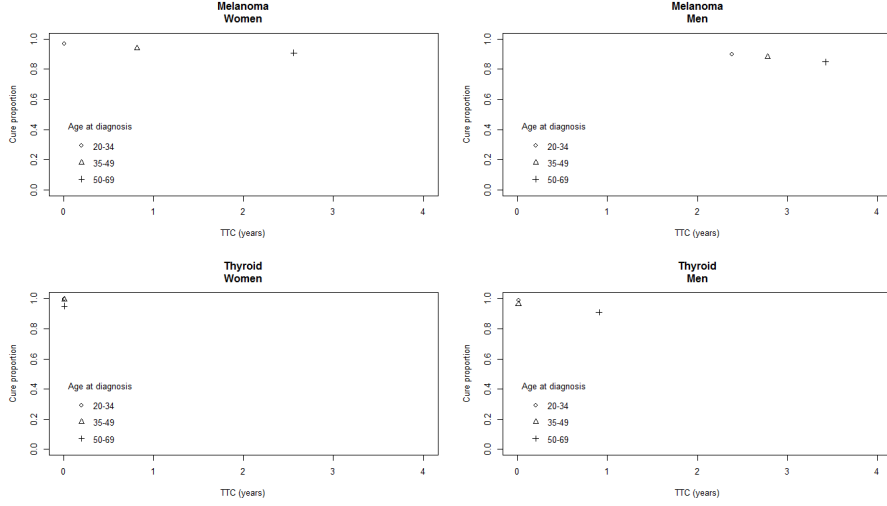 Melanoma
Women
Cure proportion
1.0
0.8
0.6
0.4
0.2
0.0
Age at diagnosis
20-34
35-49
50-69
0 1 2 3 4
TTC (years)
Melanoma
Men
Cure proportion
1.0
0.8
0.6
0.4
0.2
0.0
Age at diagnosis
20-34
35-49
50-69
0 1 2 3 4
TTC (years)
Thyroid
Women
Cure proportion
1.0
0.8
0.6
0.4
0.2
0.0
Age at diagnosis
20-34
35-49
50-69
0 1 2 3 4
TTC (years)
Thyroid
Men
Cure proportion
1.0
0.8
0.6
0.4
0.2
0.0
Age at diagnosis
20-34
35-49
50-69
0 1 2 3 4
TTC (years)